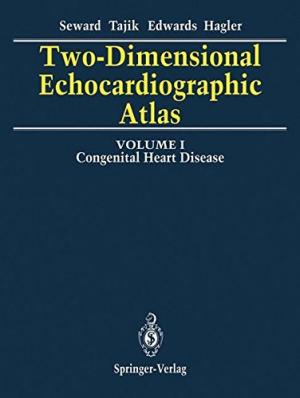 Seward Tajik Edwards Hagler
Two-Dimensional
Echocardiographic
Atlas
VOLUME I
Congenital Heart Disease
Springer-Verlag